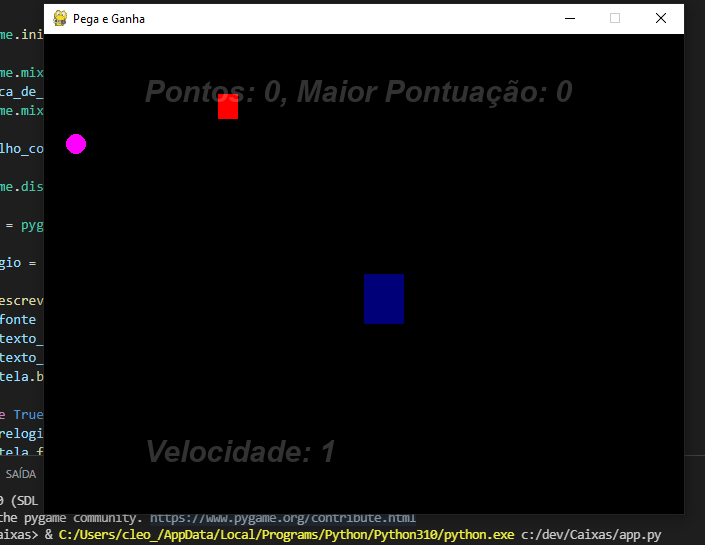 Pega e Ganha
me.ini
me.mix
ca_de_
me.mix
lho_co
me.dis
= pyg
gio =
escrev
fonte
texto_
texto_
tela.b
e True
relogi
tela.f
Pontos: 0, Maior Pontuação: 0
Velocidade: 1
SAÍDA
0 (SDL
the pygame community. https://www.pygame.org/contribute.html
aixas> & C:/Users/cleo_/AppData/Local/Programs/Python/Python310/python.exe c:/dev/Caixas/app.py